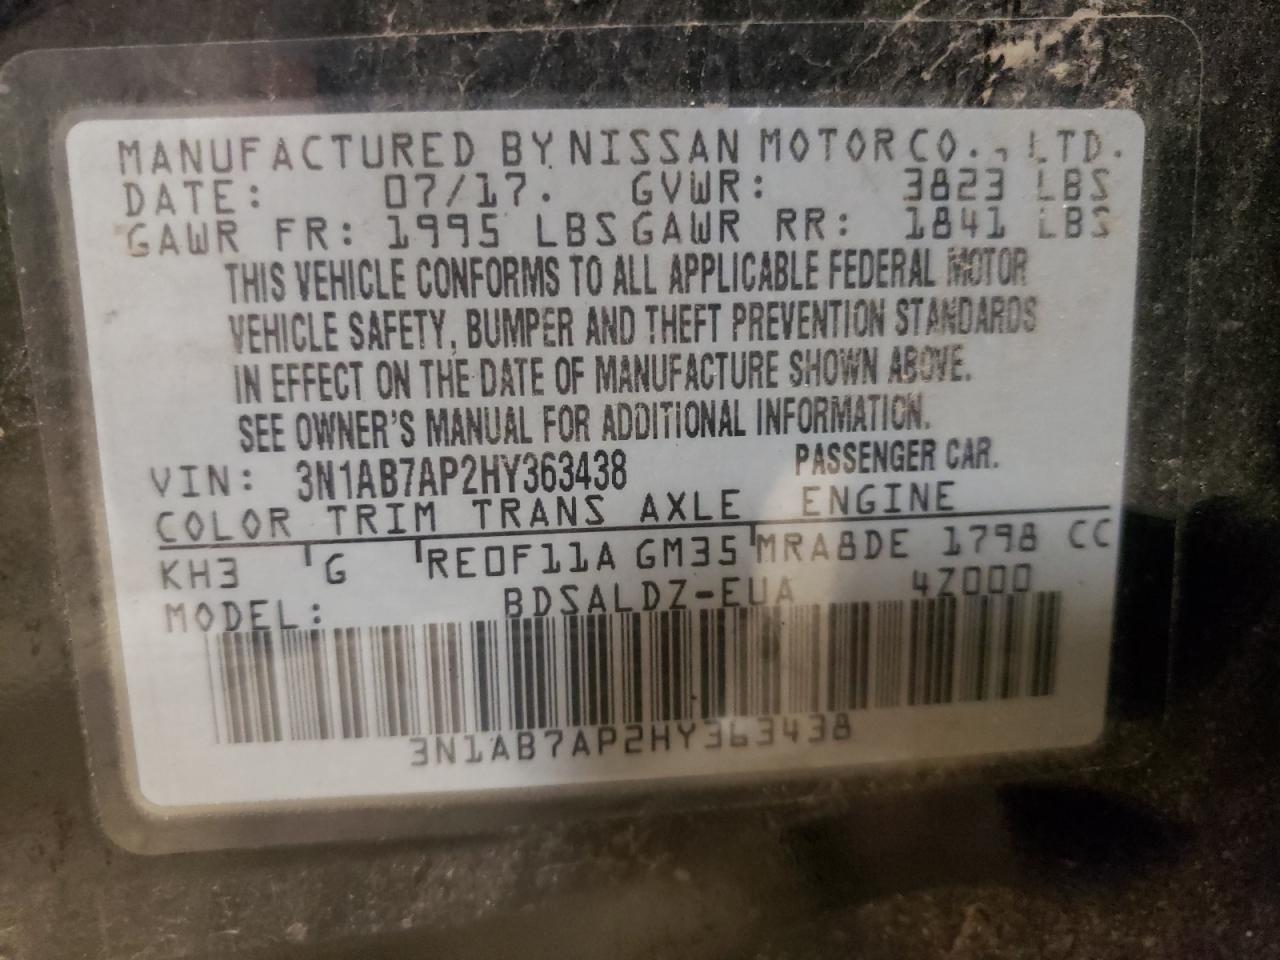 MANUFACTURED BY NISSAN MOTOR CO., LTD.
DATE: 07/17. GVWR: 3823 LBS
GAWR FR: 1995 LBS GAWR RR: 1841 LBS
THIS VEHICLE CONFORMS TO ALL APPLICABLE FEDERAL MOTOR
VEHICLE SAFETY, BUMPER AND THEFT PREVENTION STANDARDS
IN EFFECT ON THE DATE OF MANUFACTURE SHOWN ABOVE.
SEE OWNER'S MANUAL FOR ADDITIONAL INFORMATION.
VIN: 3N1AB7AP2HY363438 PASSENGER CAR.
COLOR TRIM TRANS AXLE ENGINE
KH3 G RE0F11A GM35 MRA8DE 1798 CC
MODEL: BDSALDZ-EUA 4Z000
3N1AB7AP2HY363438